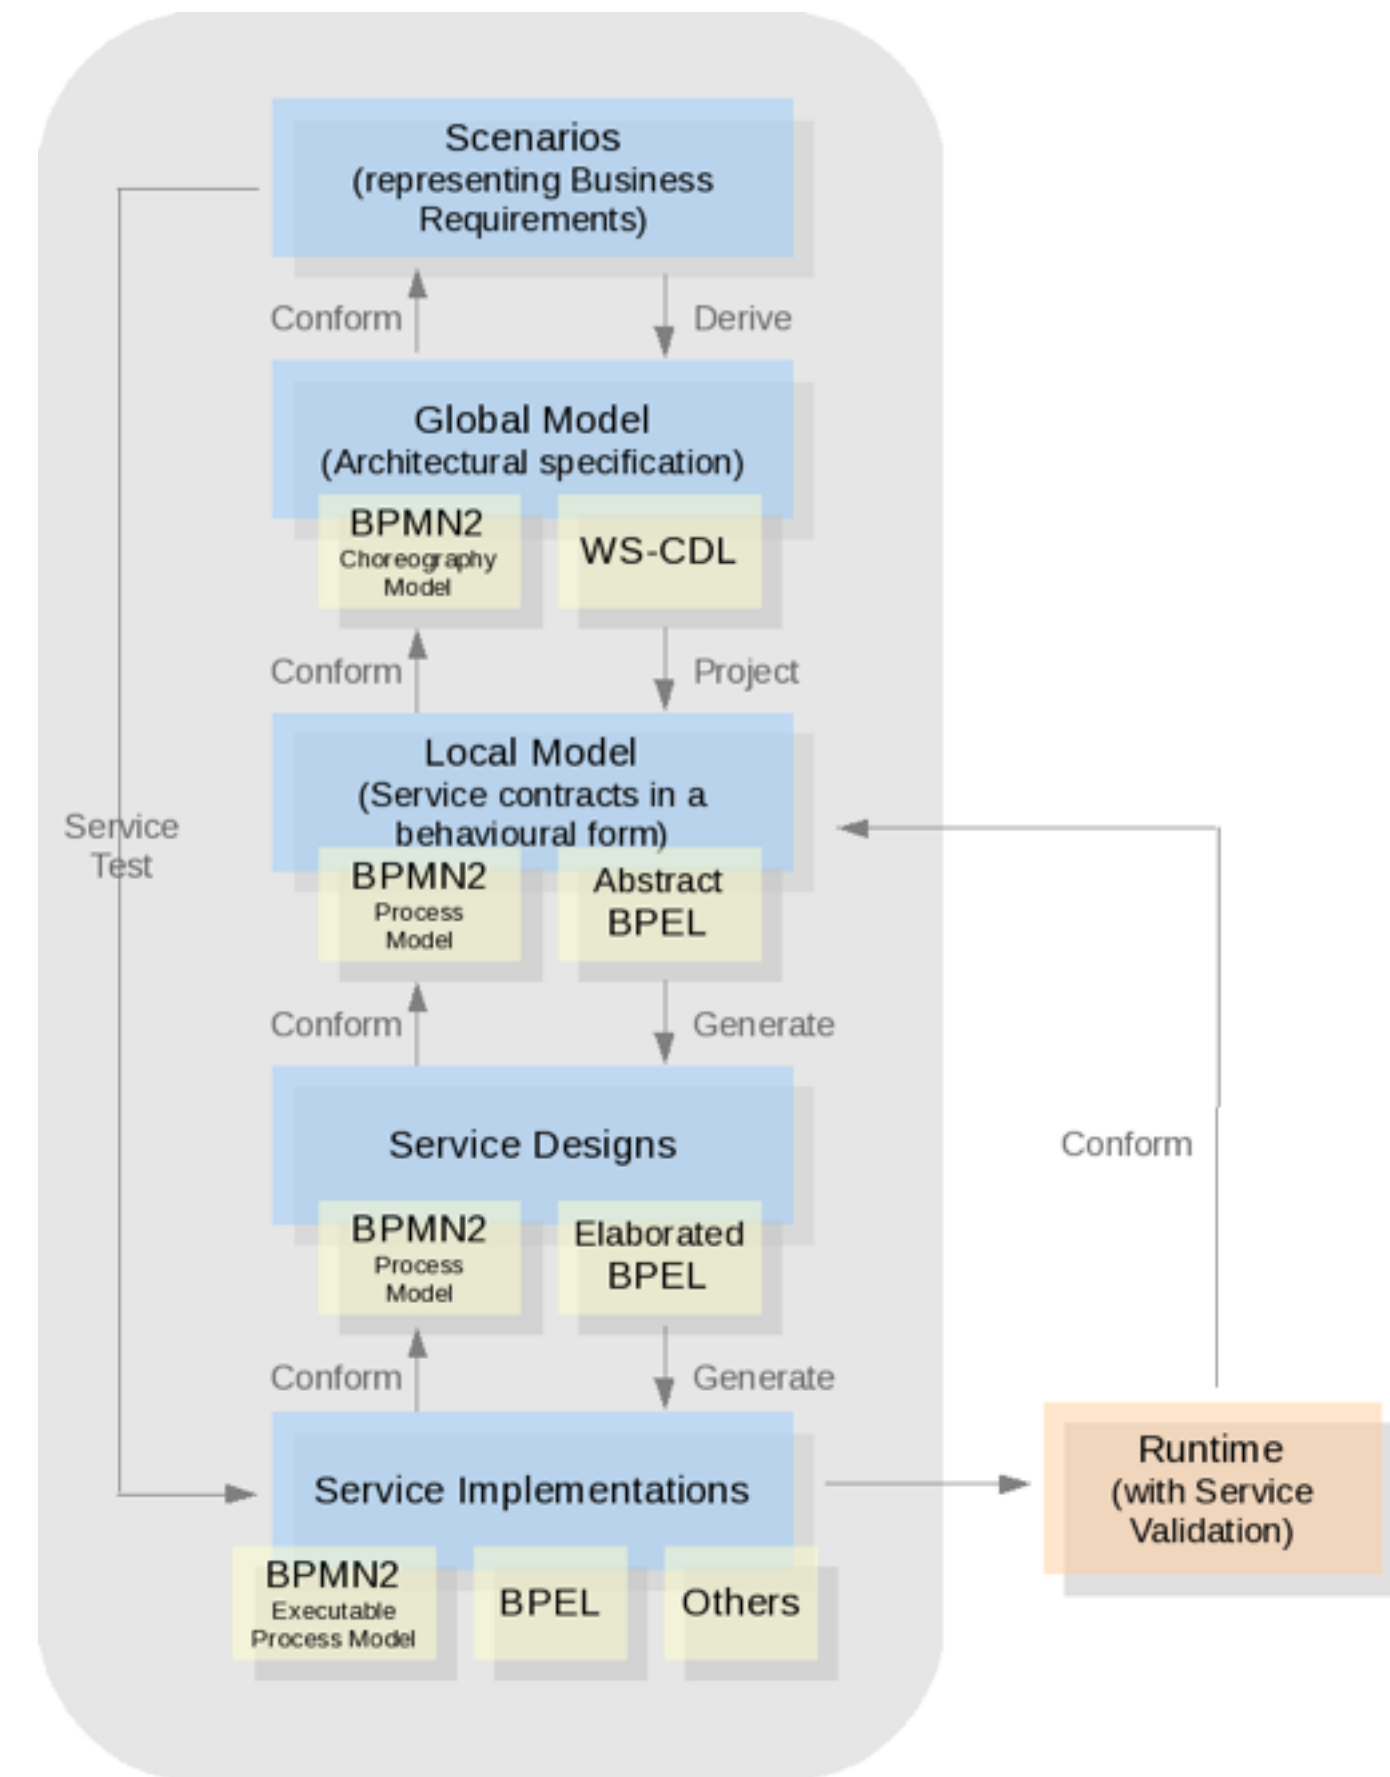 Scenarios
(representing Business
Requirements)
Conform
Derive
Global Model
(Architectural specification)
BPMN2
Choreography
Model
WS-CDL
Conform
Project
Local Model
(Service contracts in a
behavioural form)
BPMN2
Process
Model
Abstract
BPEL
Service
Test
Conform
Generate
Service Designs
BPMN2
Process
Model
Elaborated
BPEL
Conform
Conform
Generate
Service Implementations
BPMN2
Executable
Process Model
BPEL
Others
Runtime
(with Service
Validation)